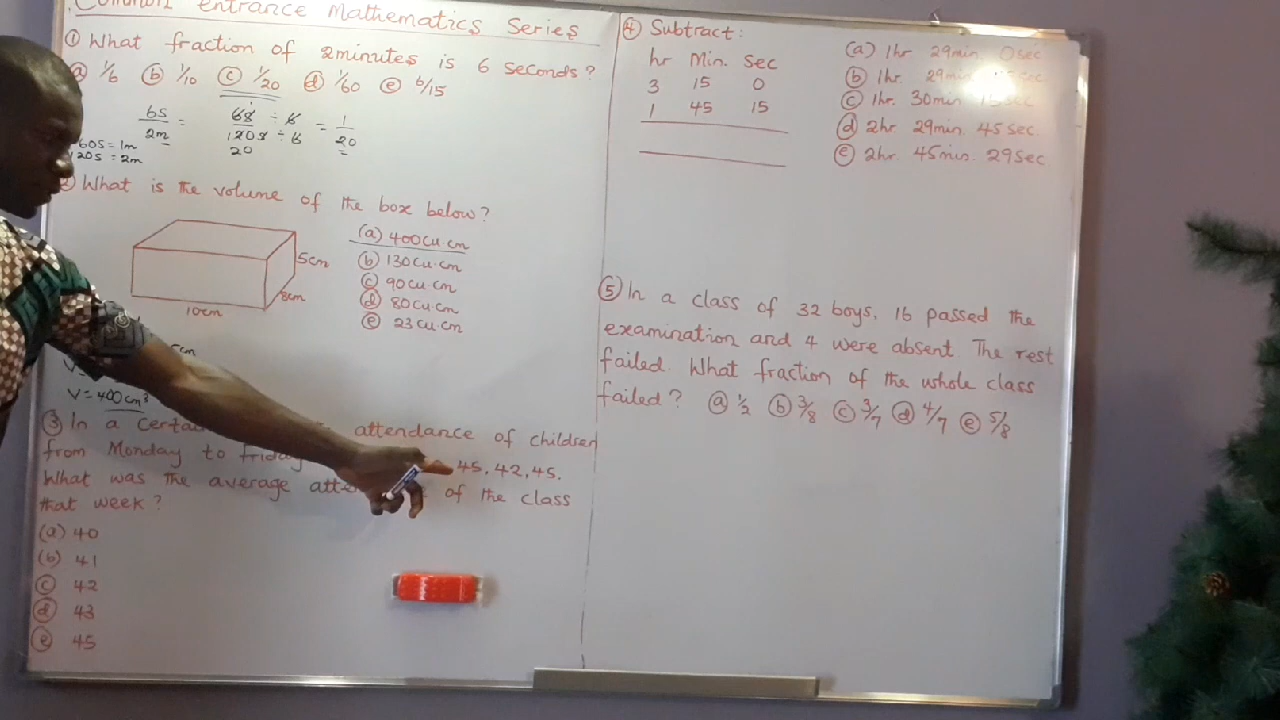 Common Entrance Mathematics Series
① What fraction of 2minutes is 6 seconds?
ⓐ 1/6 ⓑ 1/10 ⓒ 1/20 ⓓ 1/60 ⓔ 6/15
6s
2m = 6s ÷ 6
120s ÷ 6 = 1
20
60s = 1m
120s = 2m
20
What is the volume of the box below?
5cm
8cm
10cm
(a) 400cu cm
ⓑ 130cu.cm
ⓒ 90cu.cm
ⓓ 80cu.cm
ⓔ 23cu cm
V = 400cm³
③ In a attendance of children
from Monday to Friday 45, 42, 45.
What was the average of the class
that week?
(a) 40
(b) 41
ⓒ 42
ⓓ 43
ⓔ 45
④ Subtract:
hr Min. Sec
3 15 0
1 45 15
(a) 1hr 29min. 0sec
ⓑ 1hr. 29min sec
ⓒ 1hr. 30min sec
ⓓ 2hr 29min 45sec.
ⓔ 2hr. 45min. 29sec
⑤ In a class of 32 boys, 16 passed the
examination and 4 were absent. The rest
failed. What fraction of the whole class
failed? ⓐ 1/2 ⓑ 3/8 ⓒ 3/7 ⓓ 4/7 ⓔ 5/8